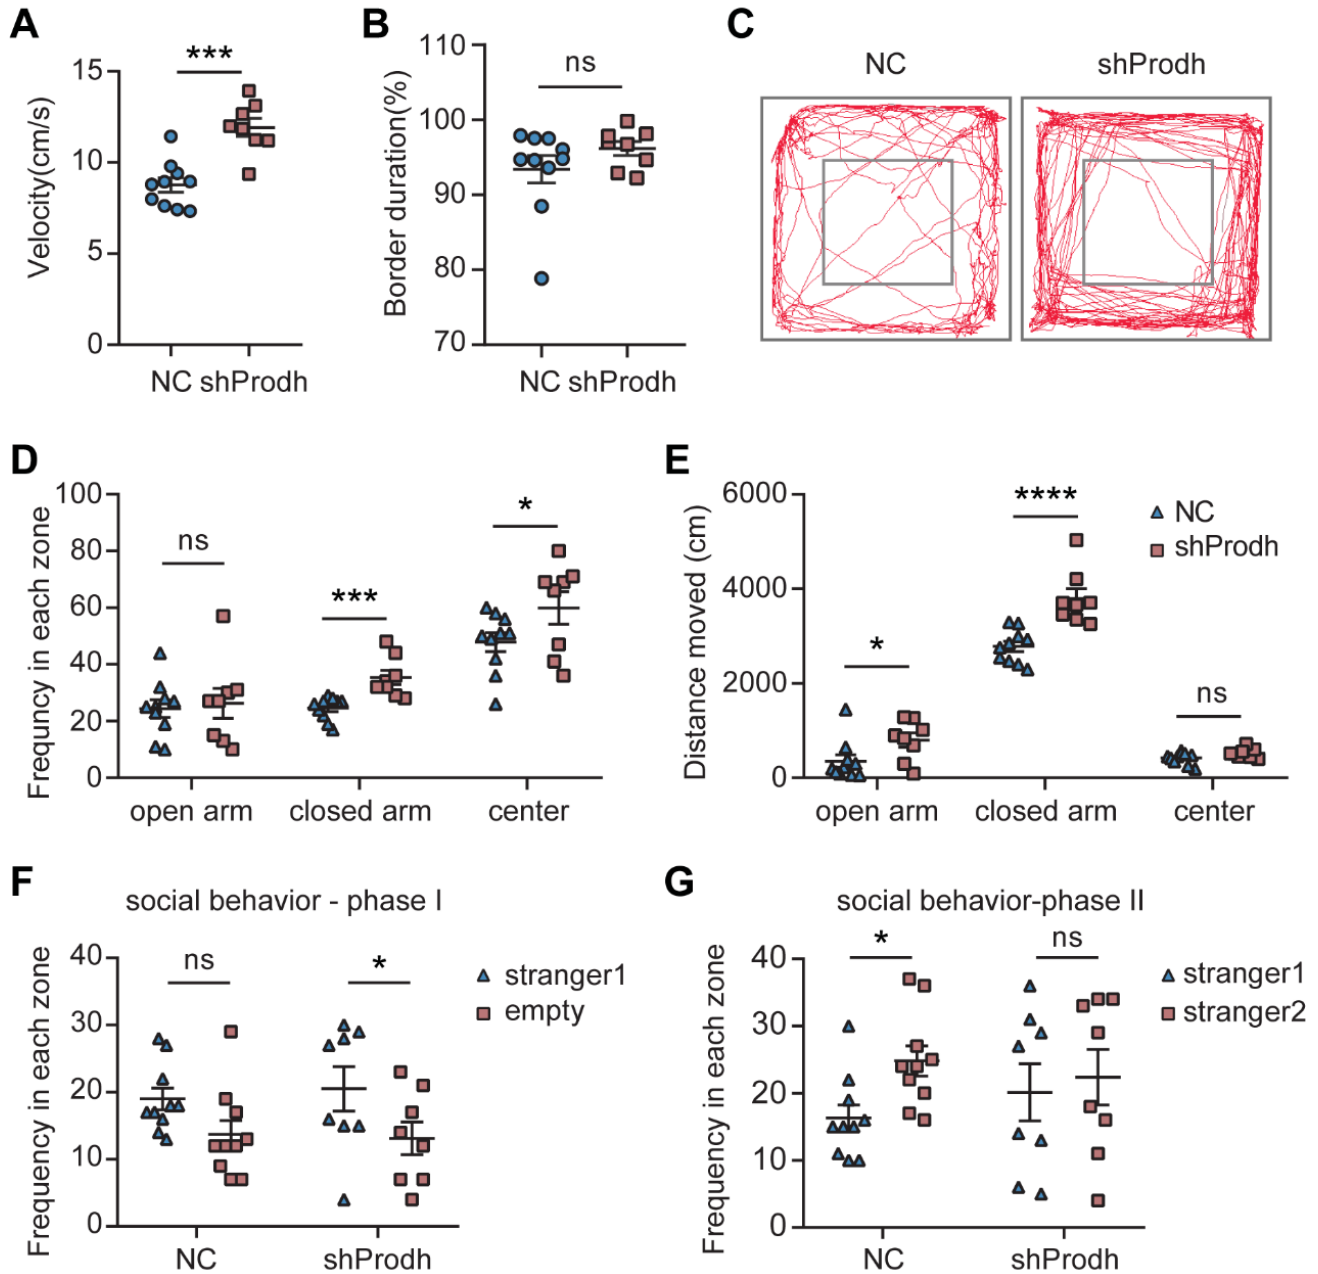 A
Velocity(cm/s)
15
10
5
0
***
NC shProdh
B
Border duration(%)
110
100
90
80
70
ns
NC shProdh
C
NC
shProdh
D
Frequncy in each zone
100
80
60
40
20
0
ns
***
*
open arm
closed arm
center
E
Distance moved (cm)
6000
4000
2000
0
*
****
ns
NC
shProdh
open arm
closed arm
center
F
social behavior - phase I
Frequency in each zone
40
30
20
10
0
ns
*
stranger1
empty
NC
shProdh
G
social behavior-phase II
Frequency in each zone
40
30
20
10
0
*
ns
stranger1
stranger2
NC
shProdh